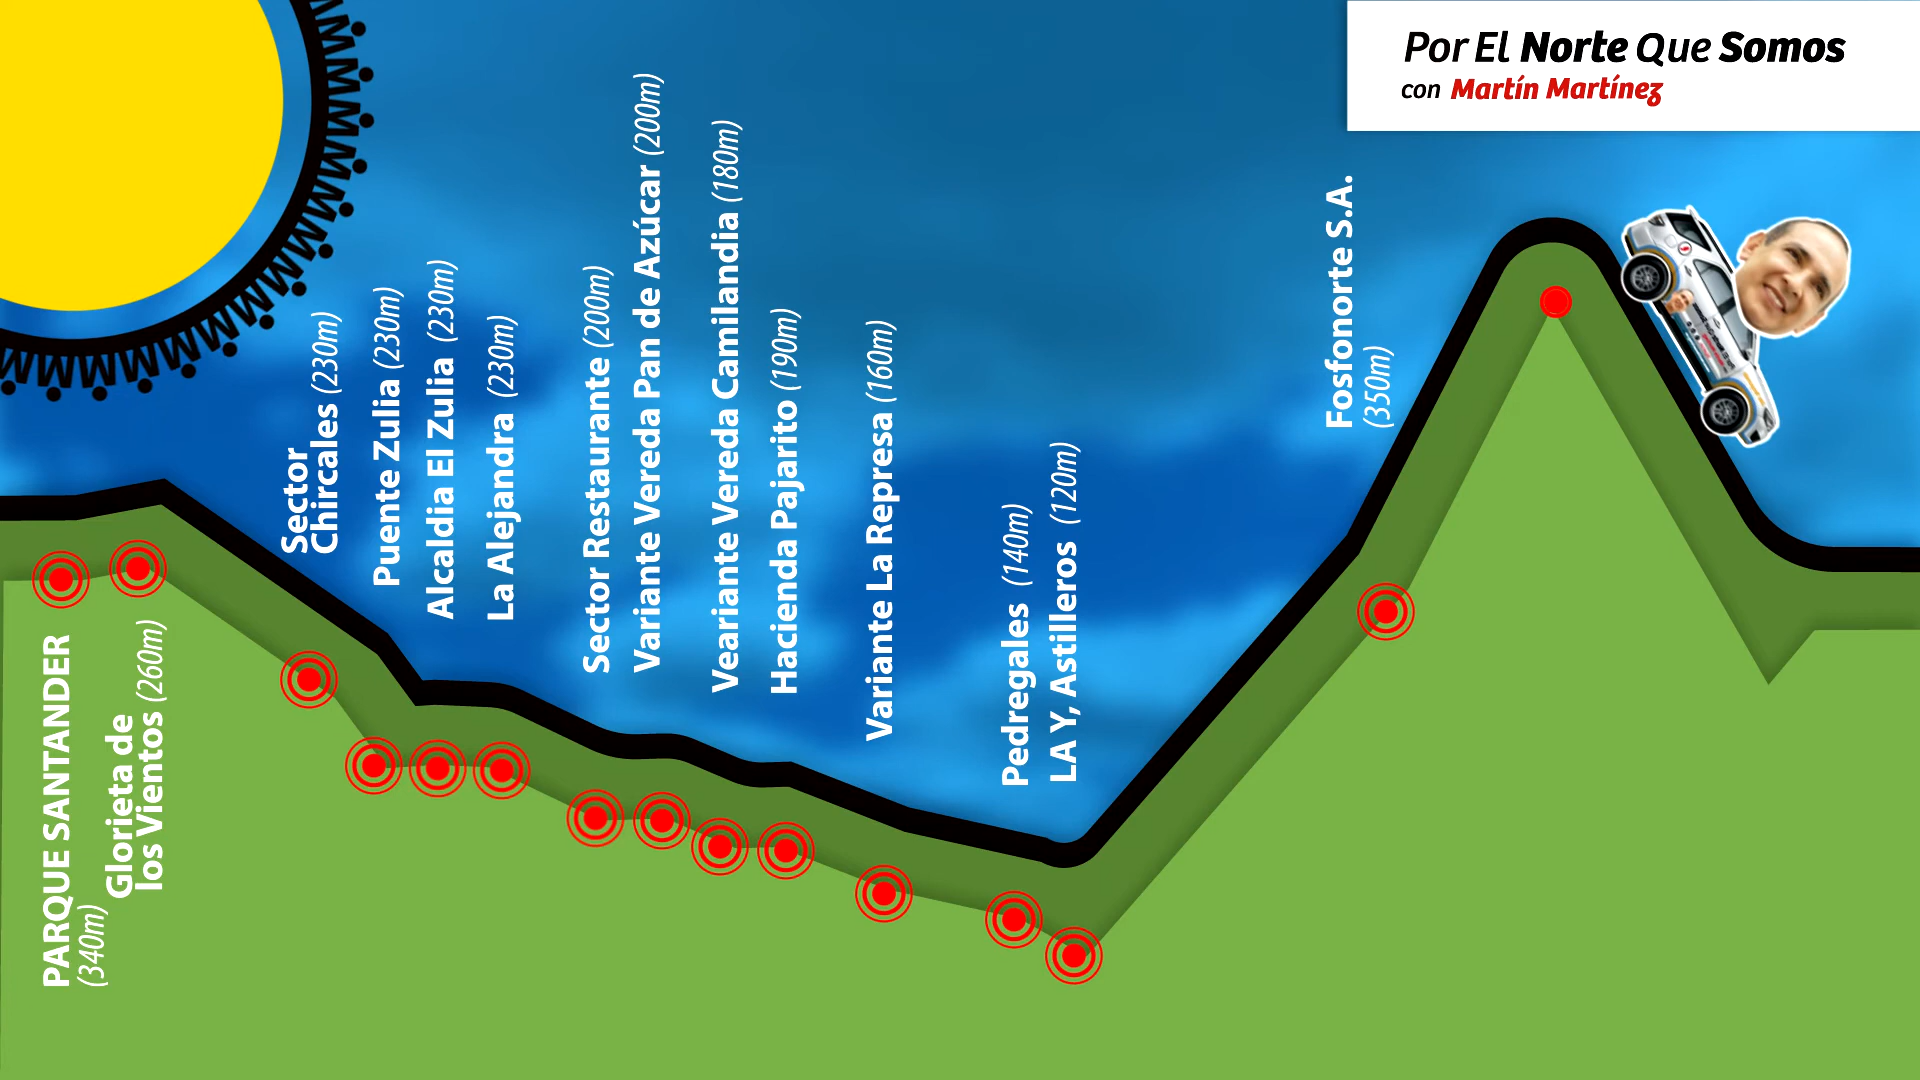 Por El Norte Que Somos
con Martín Martínez
PARQUE SANTANDER
(340m)
Glorieta de
los Vientos (260m)
Sector
Chircales (230m)
Puente Zulia (230m)
Alcaldia El Zulia (230m)
La Alejandra (230m)
Sector Restaurante (200m)
Variante Vereda Pan de Azúcar (200m)
Veariante Vereda Camilandia (180m)
Hacienda Pajarito (190m)
Variante La Represa (160m)
Pedregales (140m)
LA Y, Astilleros (120m)
Fosfonorte S.A.
(350m)